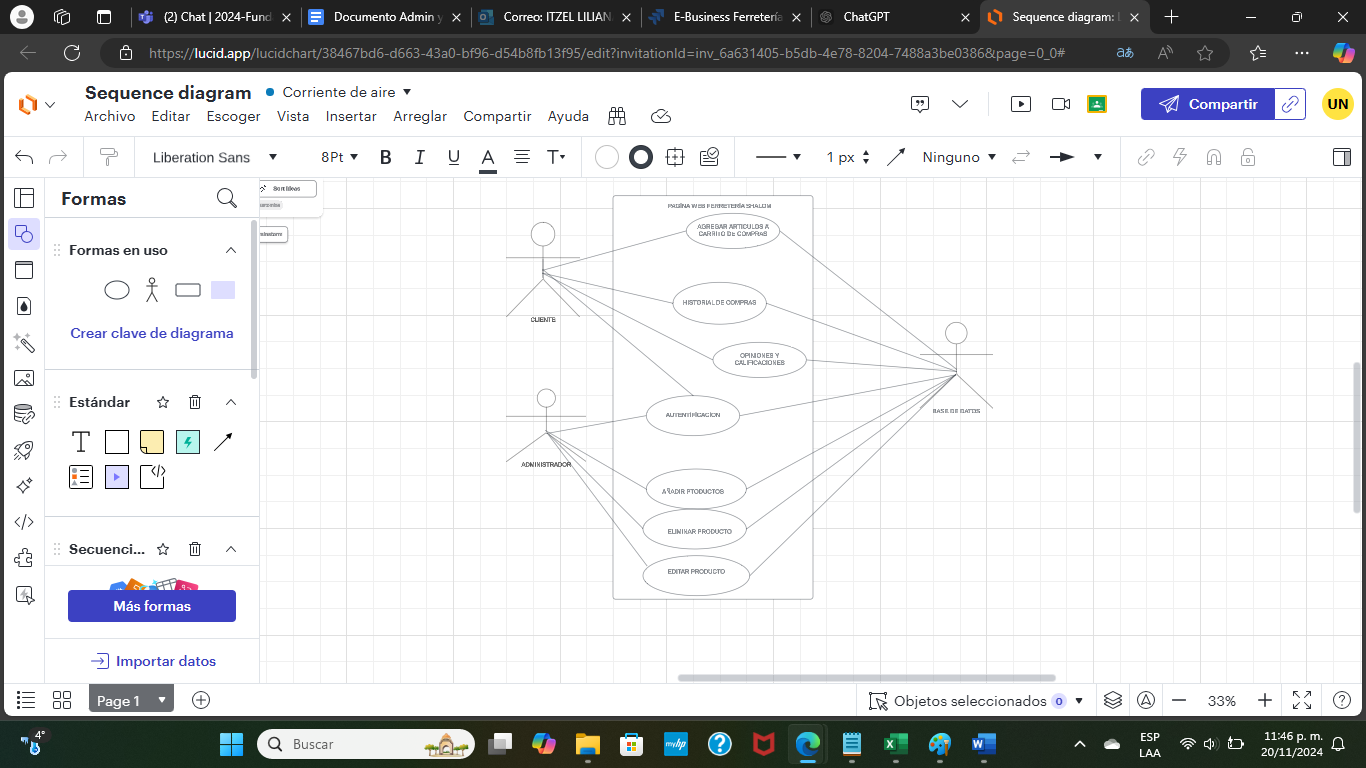 (2) Chat | 2024-Fund
Documento Admin y
Correo: ITZEL LILIAN
E-Business Ferretería
ChatGPT
Sequence diagram: L
https://lucid.app/lucidchart/38467bd6-d663-43a0-bf96-d54b8fb13f95/edit?invitationId=inv_6a631405-b5db-4e78-8204-7488a3be0386&page=0_0#
Sequence diagram
Corriente de aire
Archivo Editar Escoger Vista Insertar Arreglar Compartir Ayuda
Compartir
UN
Liberation Sans
8Pt
B I U A T
1 px
Ninguno
Formas
Formas en uso
Crear clave de diagrama
Estándar
T
Secuenci...
Más formas
Importar datos
Sort Ideas
PAGINA WEB FERRETERÍA SHALOM
AGREGAR ARTICULOS A
CARRITO DE COMPRAS
HISTORIAL DE COMPRAS
CLIENTE
OPINIONES Y
CALIFICACIONES
BASE DE DATOS
AUTENTIFICACION
ADMINISTRADOR
AÑADIR PTODUCTOS
ELIMINAR PRODUCTO
EDITAR PRODUCTO
Page 1
Objetos seleccionados 0
33%
4°
Buscar
ESP
LAA
11:46 p. m.
20/11/2024